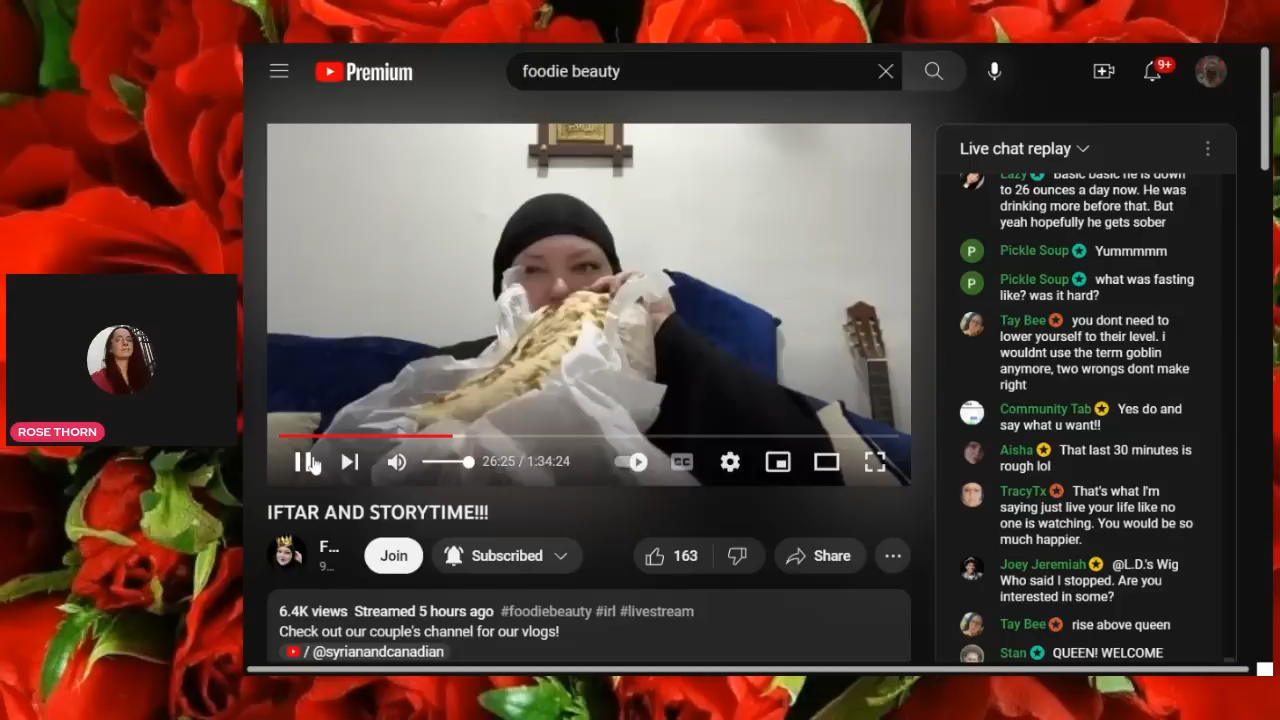 Premium
foodie beauty
9+
Live chat replay
Lazy Basic basic he is down
to 26 ounces a day now. He was
drinking more before that. But
yeah hopefully he gets sober
P
Pickle Soup Yummmmm
P
Pickle Soup what was fasting
like? was it hard?
Tay Bee you dont need to
lower yourself to their level. i
wouldnt use the term goblin
anymore, two wrongs dont make
right
Community Tab Yes do and
say what u want!!
Aisha That last 30 minutes is
rough lol
TracyTx That's what I'm
saying just live your life like no
one is watching. You would be so
much happier.
Joey Jeremiah @L.D.'s Wig
Who said I stopped. Are you
interested in some?
Tay Bee rise above queen
Stan QUEEN! WELCOME
ROSE THORN
26:25 / 1:34:24
CC
IFTAR AND STORYTIME!!!
F...
9...
Join
Subscribed
163
Share
6.4K views Streamed 5 hours ago #foodiebeauty #irl #livestream
Check out our couple's channel for our vlogs!
/ @syrianandcanadian